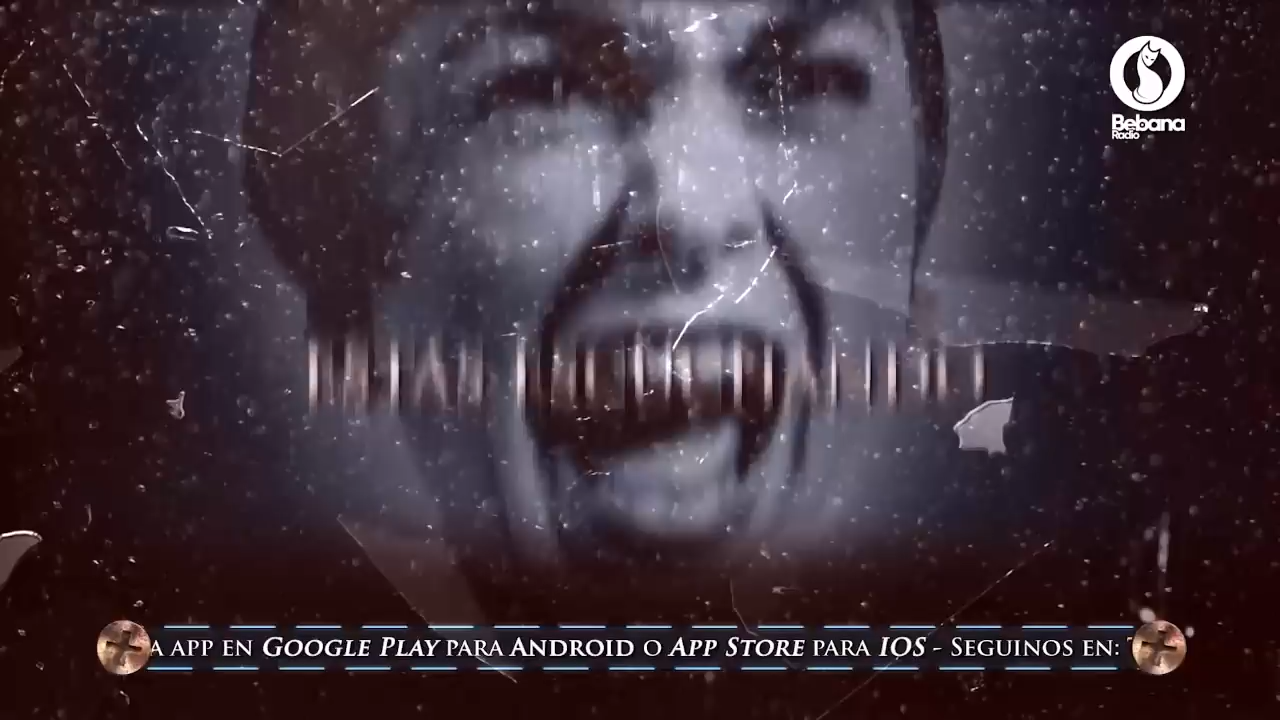 Bebana
Radio
A APP EN GOOGLE PLAY PARA ANDROID O APP STORE PARA IOS - SEGUINOS EN: